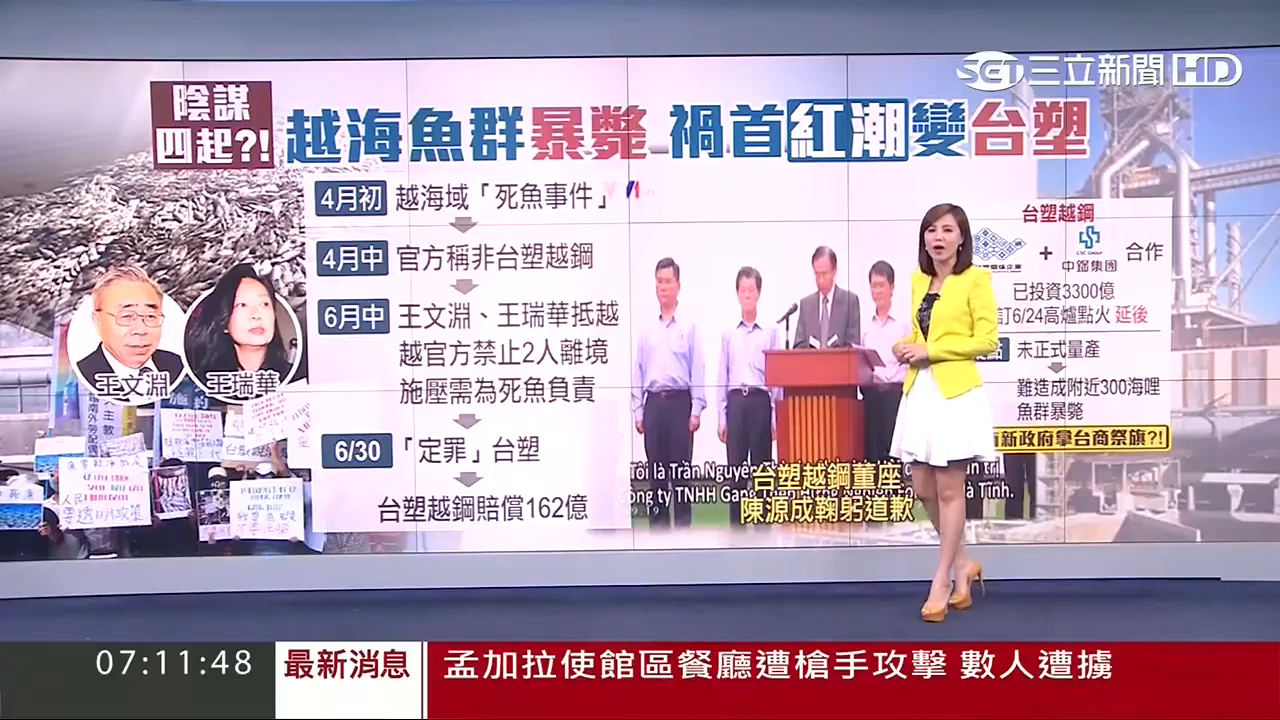 SET三立新聞HD
陰謀
四起?!
越海魚群暴斃 禍首紅潮變台塑
4月初 越海域「死魚事件」
4月中 官方稱非台塑越鋼
6月中 王文淵、王瑞華抵越
越官方禁止2人離境
施壓需為死魚負責
6/30 「定罪」台塑
台塑越鋼賠償162億
王文淵
王瑞華
台塑越鋼
+
中鋼集團
合作
已投資3300億
訂6/24高爐點火 延後
未正式量產
難造成附近300海哩
魚群暴斃
新政府拿台商祭旗?!
Tôi là Trần Nguyên
Công ty TNHH Gang
Tĩnh.
台塑越鋼董座
陳源成鞠躬道歉
07:11:48
最新消息
孟加拉使館區餐廳遭槍手攻擊 數人遭擄